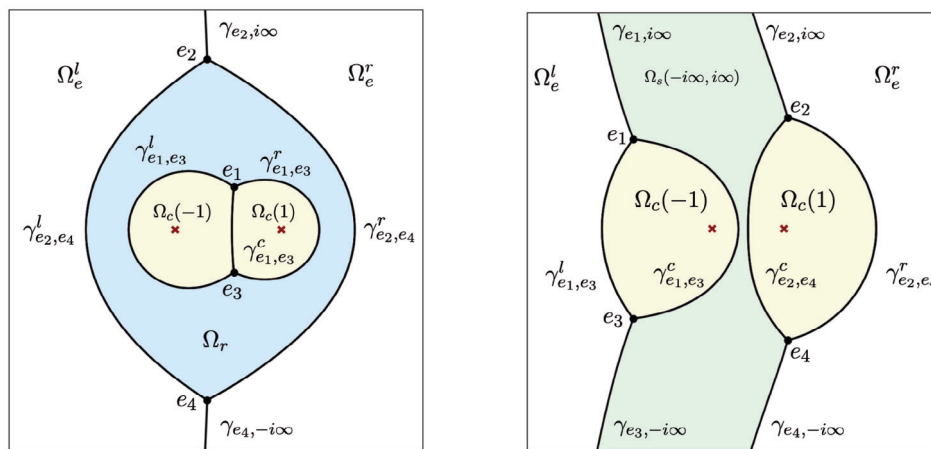 γ_{e_2,i∞}
e_2
Ω_e^l
Ω_e^r
γ_{e_1,e_3}^l
γ_{e_1,e_3}^r
e_1
Ω_c(-1)
Ω_c(1)
γ_{e_2,e_4}^l
γ_{e_2,e_4}^r
γ_{e_1,e_3}^c
e_3
Ω_r
e_4
γ_{e_4,-i∞}
γ_{e_1,i∞}
γ_{e_2,i∞}
Ω_e^l
Ω_s(-i∞, i∞)
Ω_e^r
e_2
e_1
Ω_c(-1)
Ω_c(1)
γ_{e_1,e_3}^l
γ_{e_1,e_3}^c
γ_{e_2,e_4}^c
γ_{e_2,e
e_3
e_4
γ_{e_3,-i∞}
γ_{e_4,-i∞}